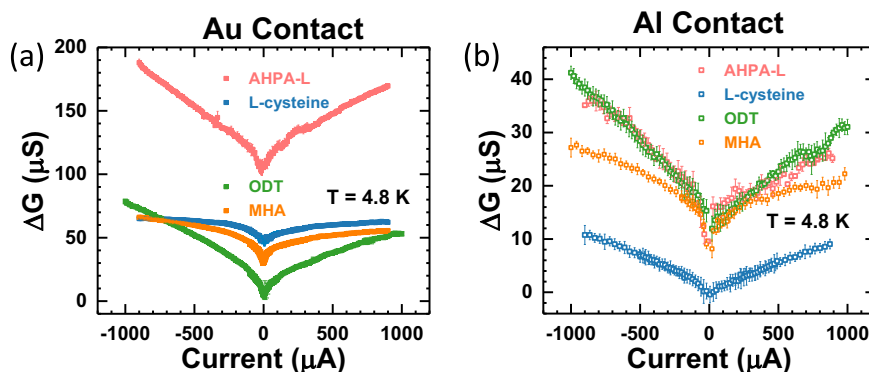 Au Contact
(a)
ΔG (μS)
200
150
100
50
0
AHPA-L
L-cysteine
ODT
MHA
T = 4.8 K
-1000 -500 0 500 1000
Current (μA)
Al Contact
(b)
ΔG (μS)
40
30
20
10
0
AHPA-L
L-cysteine
ODT
MHA
T = 4.8 K
-1000 -500 0 500 1000
Current (μA)